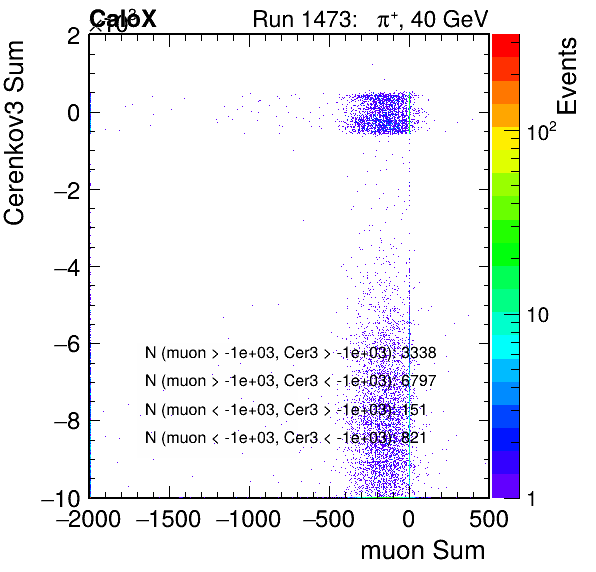 CaloX Run 1473: π⁺, 40 GeV
×10³
2
0
−2
−4
−6
−8
−10
Cerenkov3 Sum
N (muon > -1e+03, Cer3 > -1e+03): 3338
N (muon > -1e+03, Cer3 < -1e+03): 6797
N (muon < -1e+03, Cer3 > -1e+03): 151
N (muon < -1e+03, Cer3 < -1e+03): 821
−2000 −1500 −1000 −500 0 500
muon Sum
Events
10²
10
1